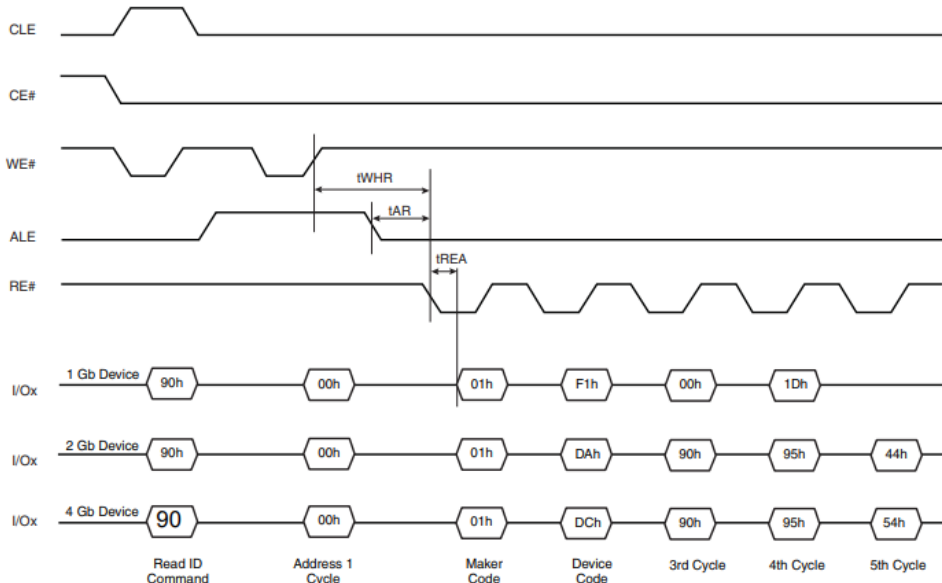 CLE
CE#
WE#
tWHR
tAR
ALE
tREA
RE#
I/Ox 1 Gb Device 90h 00h 01h F1h 00h 1Dh
I/Ox 2 Gb Device 90h 00h 01h DAh 90h 95h 44h
I/Ox 4 Gb Device 90 00h 01h DCh 90h 95h 54h
Read ID Address 1 Maker Device 3rd Cycle 4th Cycle 5th Cycle
Command Cycle Code Code